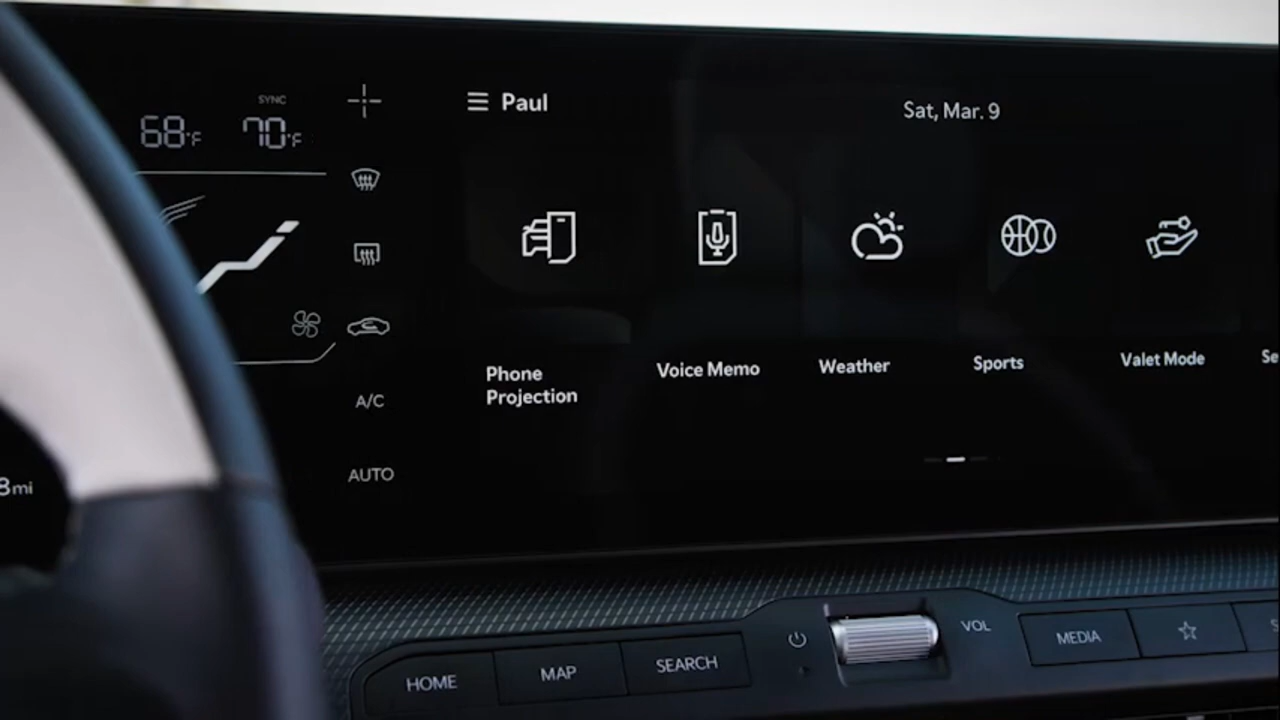 SYNC
68°F 70°F
Paul
Sat, Mar. 9
Phone
Projection
Voice Memo
Weather
Sports
Valet Mode
Se
A/C
AUTO
8mi
HOME
MAP
SEARCH
VOL
MEDIA